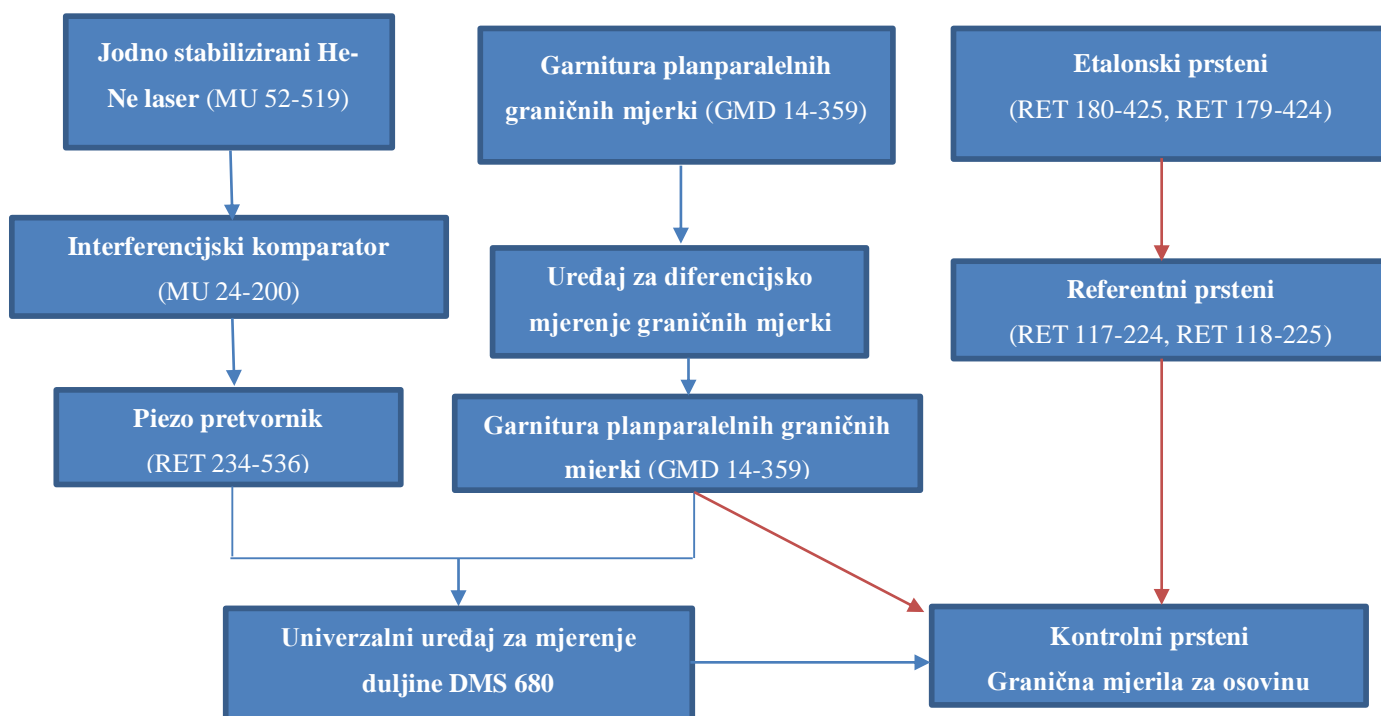 Jodno stabilizirani He-
Ne laser (MU 52-519)
Garnitura planparalelnih
graničnih mjerki (GMD 14-359)
Etalonski prsteni
(RET 180-425, RET 179-424)
Interferencijski komparator
(MU 24-200)
Uređaj za diferencijsko
mjerenje graničnih mjerki
Referentni prsteni
(RET 117-224, RET 118-225)
Piezo pretvornik
(RET 234-536)
Garnitura planparalelnih graničnih
mjerki (GMD 14-359)
Univerzalni uređaj za mjerenje
duljine DMS 680
Kontrolni prsteni
Granična mjerila za osovinu